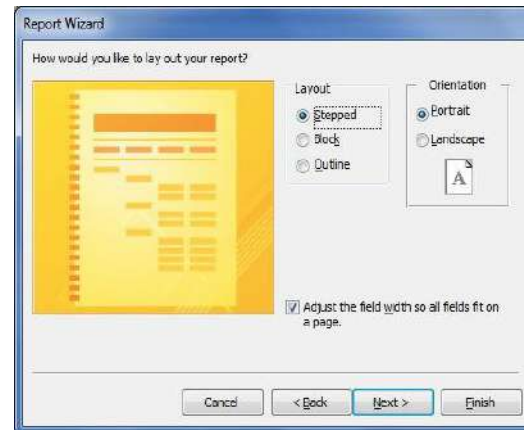 Report Wizard
How would you like to lay out your report?
Layout
Stepped
Block
Outline
Orientation
Portrait
Landscape
A
Adjust the field width so all fields fit on
a page.
Cancel
< Back
Next >
Finish